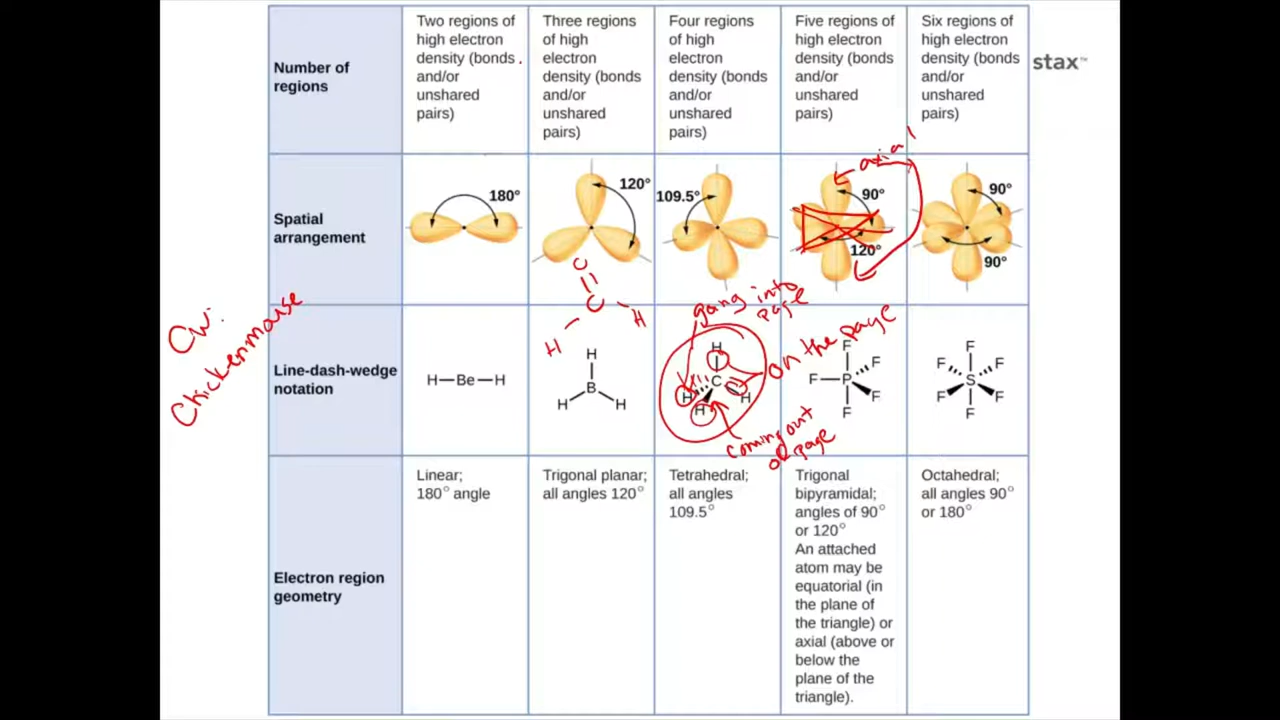 Number of
regions
Two regions of
high electron
density (bonds
and/or
unshared
pairs)
Three regions
of high
electron
density (bonds
and/or
unshared
pairs)
Four regions
of high
electron
density (bonds
and/or
unshared
pairs)
Five regions of
high electron
density (bonds
and/or
unshared
pairs)
Six regions of
high electron
density (bonds
and/or
unshared
pairs)
stax™
Spatial
arrangement
180°
120°
109.5°
axial
90°
120°
90°
90°
CW:
Chickenmouse
Line-dash-wedge
notation
H—Be—H
O
C
H H
H
B
H H
going into
page
H
C
H H
H
on the page
coming out
of page
F
F
F P
F
F
F
F F
S
F F
F
Electron region
geometry
Linear;
180° angle
Trigonal planar;
all angles 120°
Tetrahedral;
all angles
109.5°
Trigonal
bipyramidal;
angles of 90°
or 120°
An attached
atom may be
equatorial (in
the plane of
the triangle) or
axial (above or
below the
plane of the
triangle).
Octahedral;
all angles 90°
or 180°